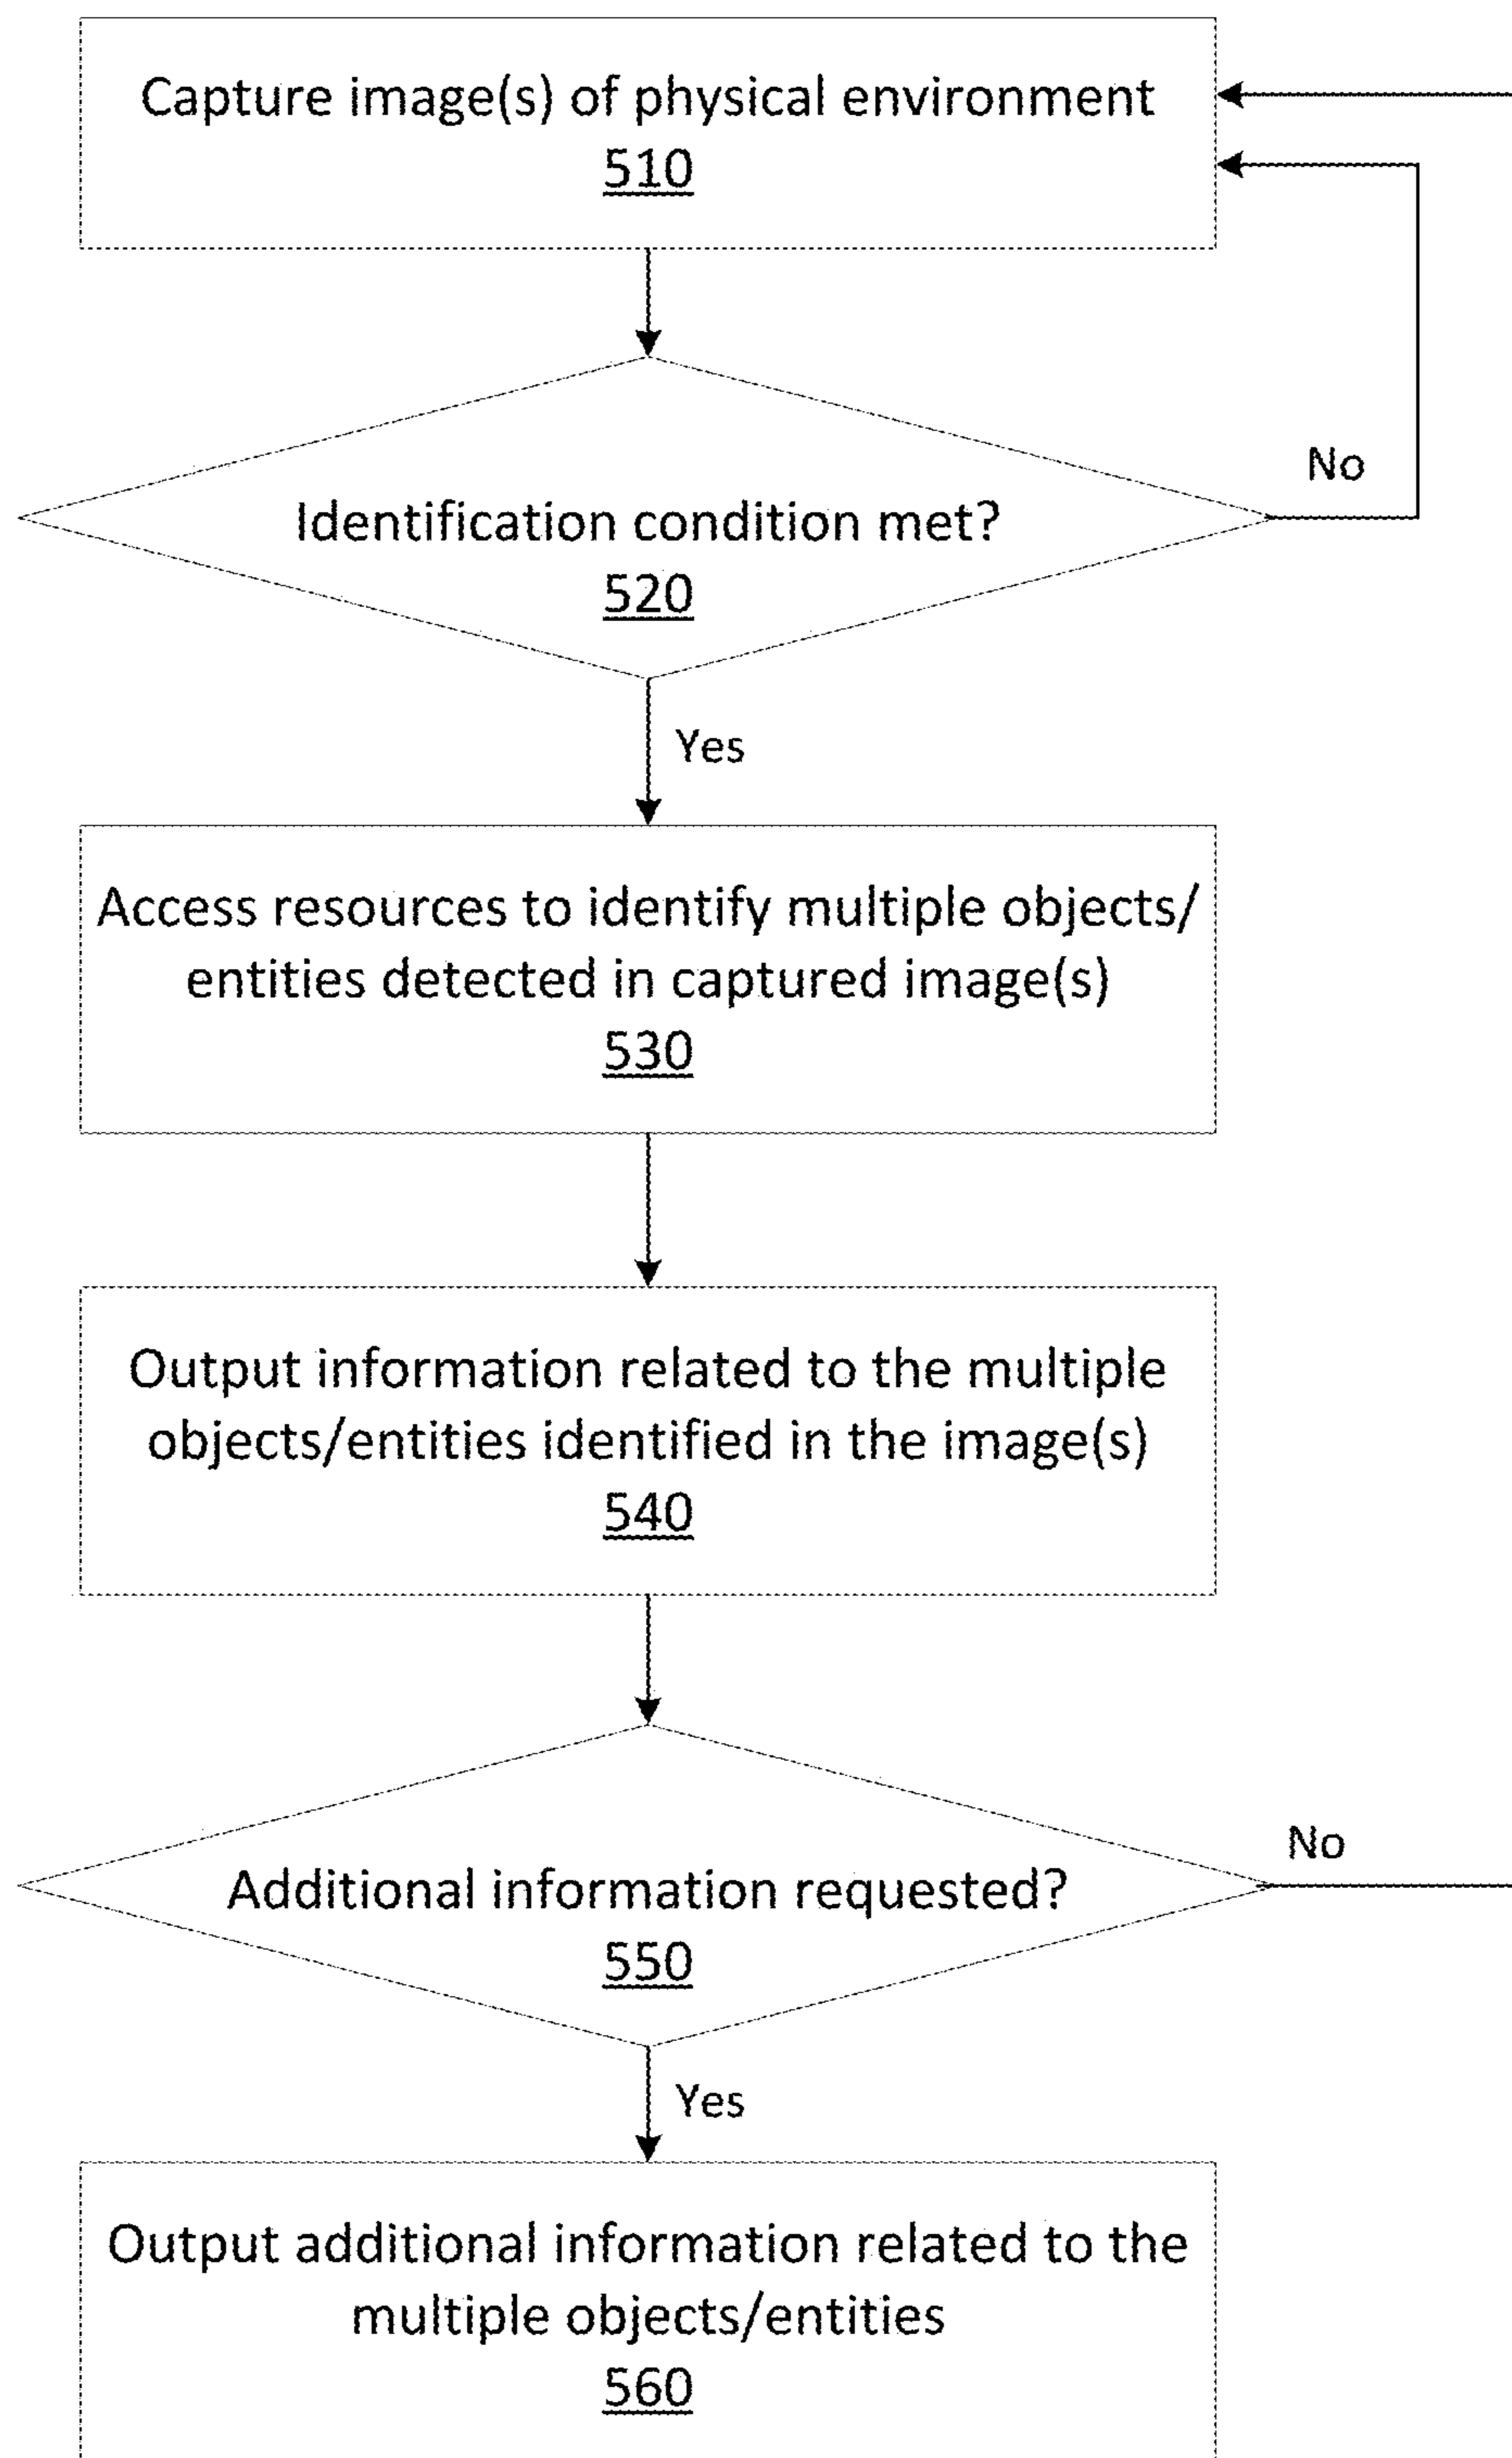 Capture image(s) of physical environment
510
Identification condition met?
520
No
Yes
Access resources to identify multiple objects/
entities detected in captured image(s)
530
Output information related to the multiple
objects/entities identified in the image(s)
540
Additional information requested?
550
No
Yes
Output additional information related to the
multiple objects/entities
560